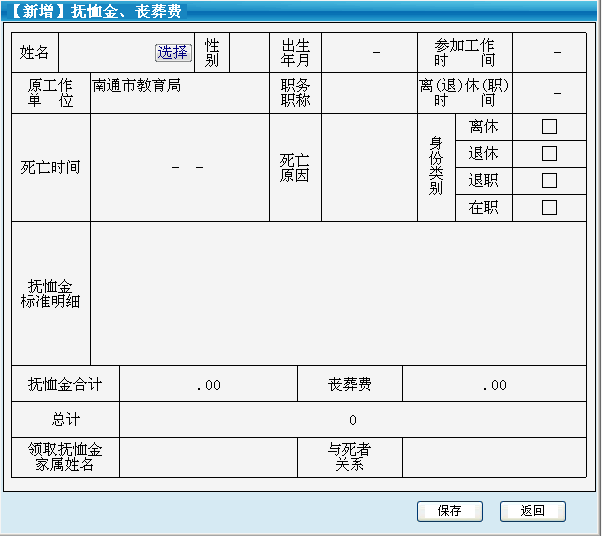 【新增】抚恤金、丧葬费
姓名 选择 性别 出生年月 － 参加工作时 间 －
原工作单 位 南通市教育局 职务职称 离(退)休(职)时 间 －
死亡时间 － － 死亡原因 身份类别 离休
退休
退职
在职
抚恤金标准明细
抚恤金合计 .00 丧葬费 .00
总计 0
领取抚恤金家属姓名 与死者关系
保存 返回